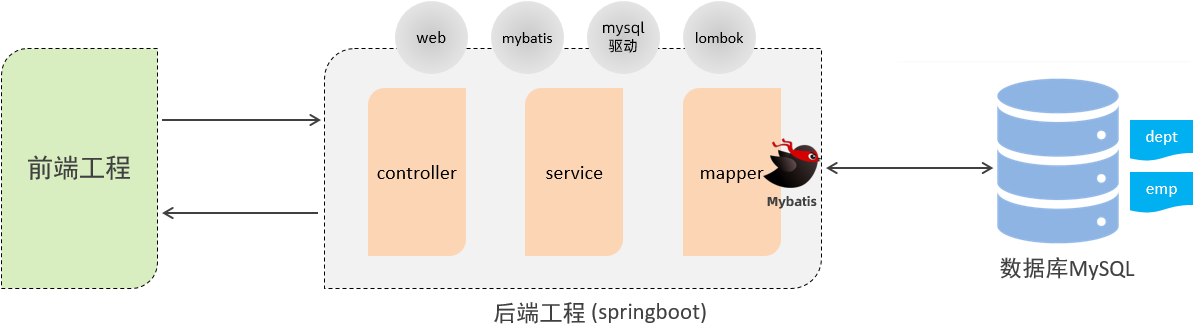 web
mybatis
mysql
驱动
lombok
前端工程
controller
service
mapper
Mybatis
dept
emp
数据库MySQL
后端工程 (springboot)